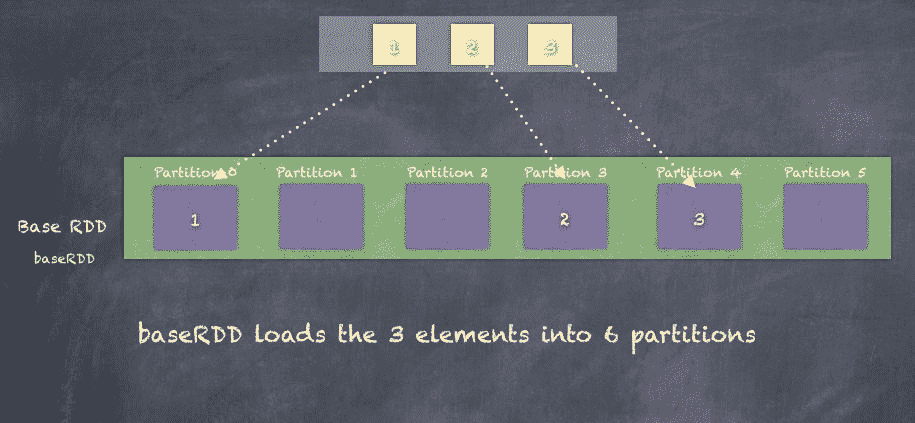 1 2 3
Partition 0 Partition 1 Partition 2 Partition 3 Partition 4 Partition 5
1 2 3
Base RDD
baseRDD
baseRDD loads the 3 elements into 6 partitions